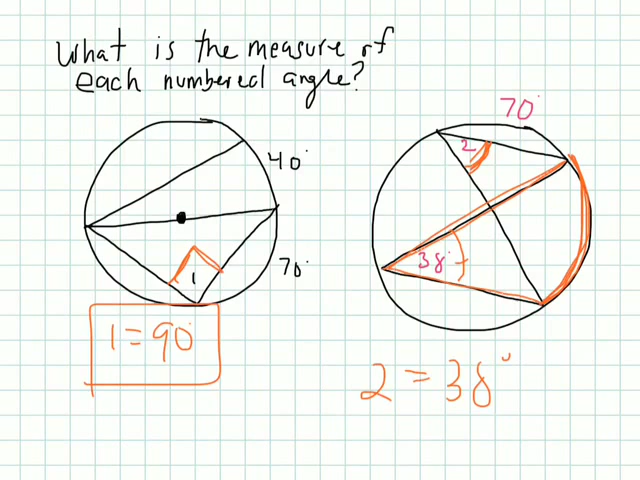 What is the measure of
each numbered angle?
70°
2
40°
38°
1
70°
1 = 90°
2 = 38°